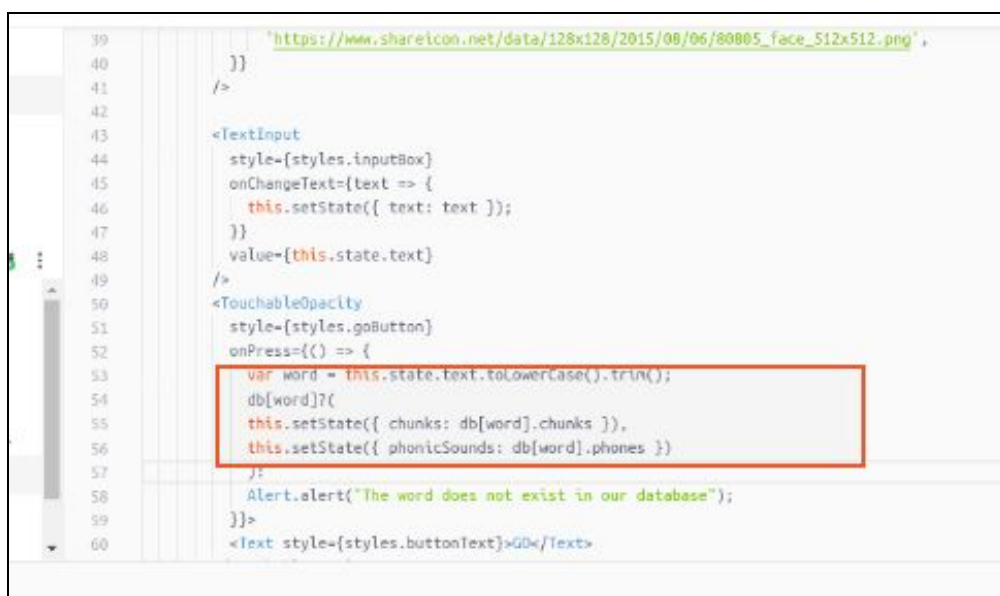 39 'https://www.shareicon.net/data/128x128/2015/08/06/80805_face_512x512.png',
40 }}
41 />
42
43 <TextInput
44 style={styles.inputBox}
45 onChangeText={text => {
46 this.setState({ text: text });
47 }}
48 value={this.state.text}
49 />
50 <TouchableOpacity
51 style={styles.goButton}
52 onPress={() => {
53 var word = this.state.text.toLowerCase().trim();
54 db[word]?(
55 this.setState({ chunks: db[word].chunks }),
56 this.setState({ phonicSounds: db[word].phones })
57 ):
58 Alert.alert("The word does not exist in our database");
59 }}>
60 <Text style={styles.buttonText}>GO</Text>